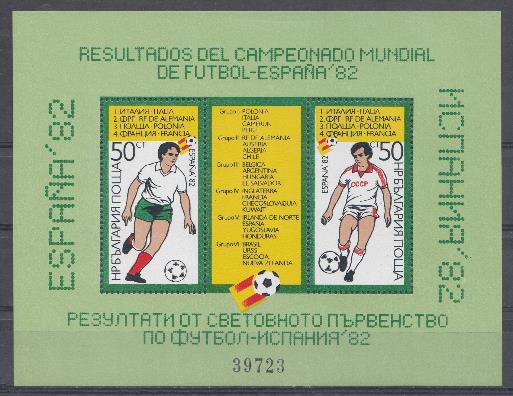 RESULTADOS DEL CAMPEONADO MUNDIAL
DE FUTBOL-ESPAÑA'82
ESPAÑA'82
1. ИТАЛИЯ · ITALIA
2. ФРГ · RF DE ALEMANIA
3. ПОЛША · POLONIA
4. ФРАНЦИЯ · FRANCIA
50 СТ
ESPAÑA '82
НРБЪЛГАРИЯ ПОЩА
Grupo I POLONIA
ITALIA
CAMERUN
PERU
Grupo II RF DE ALEMANIA
AUSTRIA
ALGERIA
CHILE
Grupo III BELGICA
ARGENTINA
HUNGARIA
EL SALVADOR
Grupo IV INGLATERRA
FRANCIA
CHECOSLOVAQUIA
KUWAIT
Grupo V IRLANDA DE NORTE
ESPAÑA
YUGOSLAVIA
HONDURAS
Grupo VI BRASIL
URSS
ESCOCIA
NUEVA ZELANDIA
1. ИТАЛИЯ · ITALIA
2. ФРГ · RF DE ALEMANIA
3. ПОЛША · POLONIA
4. ФРАНЦИЯ · FRANCIA
50
ESPAÑA '82
СССР
НРБЪЛГАРИЯ ПОЩА
ИСПАНИЯ'82
РЕЗУЛТАТИ ОТ СВЕТОВНОТО ПЪРВЕНСТВО
ПО ФУТБОЛ-ИСПАНИЯ'82
39723